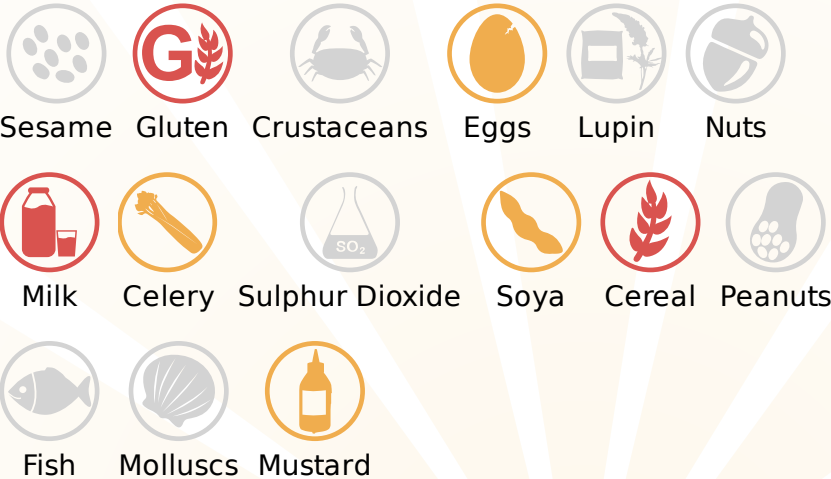 G
Sesame Gluten Crustaceans Eggs Lupin Nuts
SO₂
Milk Celery Sulphur Dioxide Soya Cereal Peanuts
Fish Molluscs Mustard